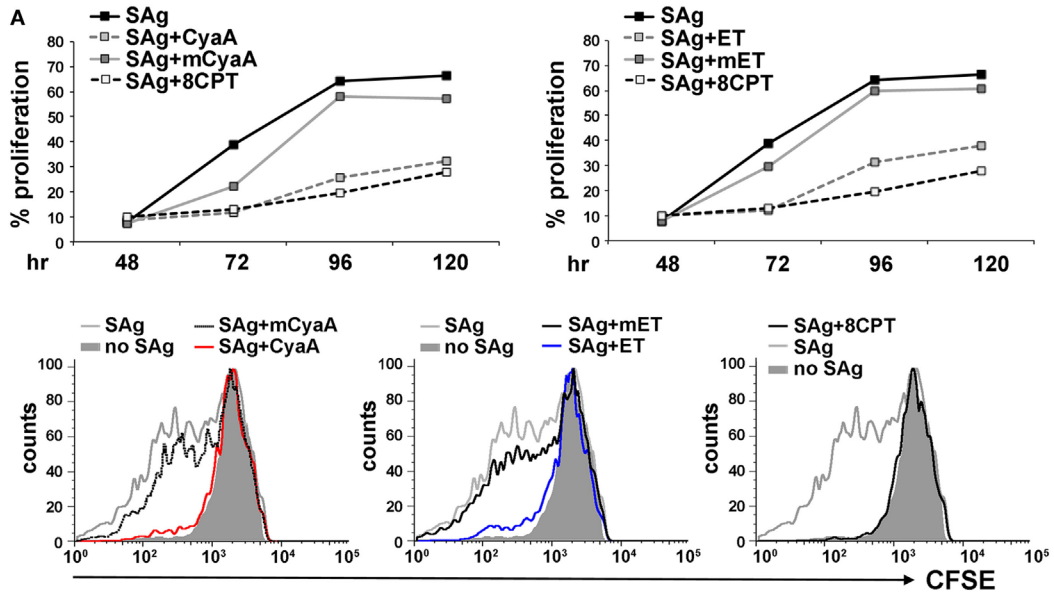 A
SAg
SAg+CyaA
SAg+mCyaA
SAg+8CPT
% proliferation
80
70
60
50
40
30
20
10
0
hr
48
72
96
120
SAg
SAg+ET
SAg+mET
SAg+8CPT
% proliferation
80
70
60
50
40
30
20
10
0
hr
48
72
96
120
SAg
no SAg
SAg+mCyaA
SAg+CyaA
counts
100
80
60
40
20
0
10¹
10²
10³
10⁴
10⁵
SAg
no SAg
SAg+mET
SAg+ET
counts
100
80
60
40
20
0
10⁰
10²
10³
10⁴
10⁵
SAg+8CPT
SAg
no SAg
counts
100
80
60
40
20
0
10⁰
10²
10³
10⁴
10⁵
CFSE